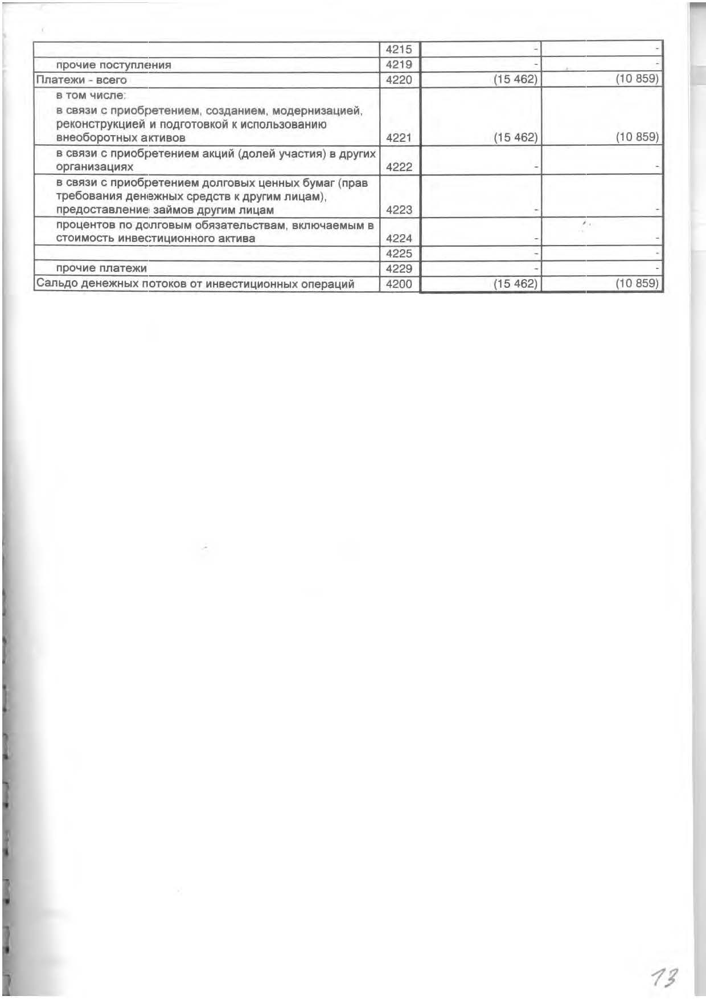 4215 - -
прочие поступления 4219 - -
Платежи - всего 4220 (15 462) (10 859)
в том числе:
в связи с приобретением, созданием, модернизацией,
реконструкцией и подготовкой к использованию
внеоборотных активов 4221 (15 462) (10 859)
в связи с приобретением акций (долей участия) в других
организациях 4222 - -
в связи с приобретением долговых ценных бумаг (прав
требования денежных средств к другим лицам),
предоставление займов другим лицам 4223 - -
процентов по долговым обязательствам, включаемым в
стоимость инвестиционного актива 4224 - -
4225 - -
прочие платежи 4229 - -
Сальдо денежных потоков от инвестиционных операций 4200 (15 462) (10 859)
13